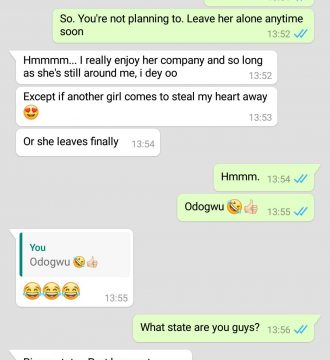 So. You're not planning to. Leave her alone anytime
soon
13:52
Hmmmm... I really enjoy her company and so long
as she's still around me, i dey oo
13:52
Except if another girl comes to steal my heart away
😍
13:53
Or she leaves finally
13:54
Hmmm.
13:54
Odogwu 🤣👍🏻
13:55
You
Odogwu 🤣👍🏻
😂😂😂
13:55
What state are you guys?
13:56